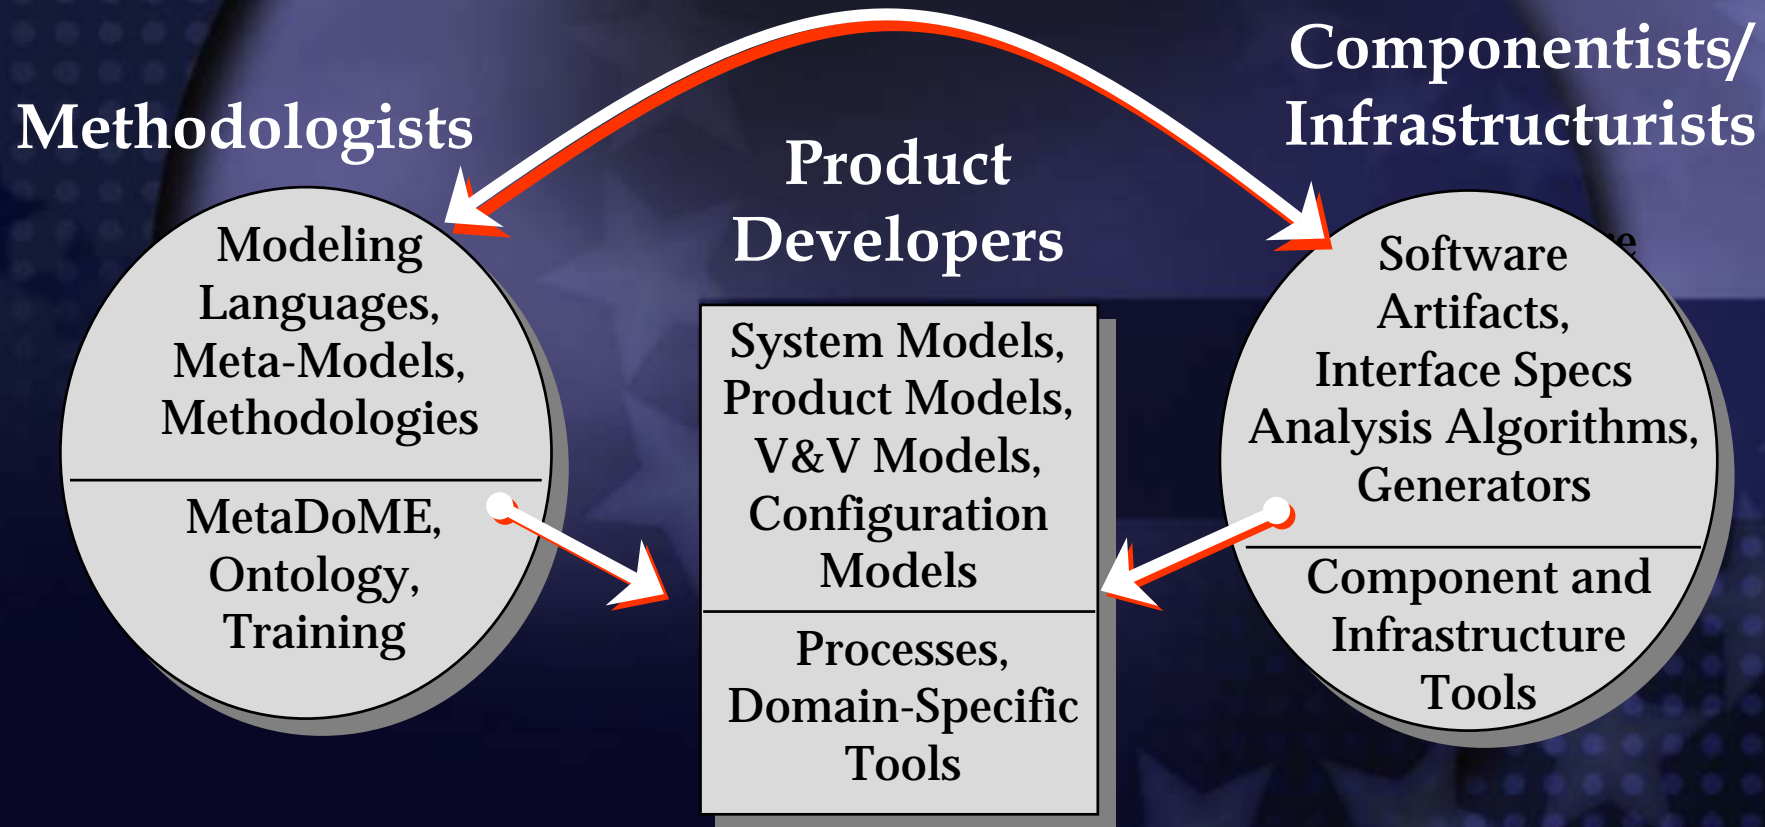 Methodologists
Modeling
Languages,
Meta-Models,
Methodologies
MetaDoME,
Ontology,
Training
Product
Developers
System Models,
Product Models,
V&V Models,
Configuration
Models
Processes,
Domain-Specific
Tools
Componentists/
Infrastructurists
Software
Artifacts,
Interface Specs
Analysis Algorithms,
Generators
Component and
Infrastructure
Tools